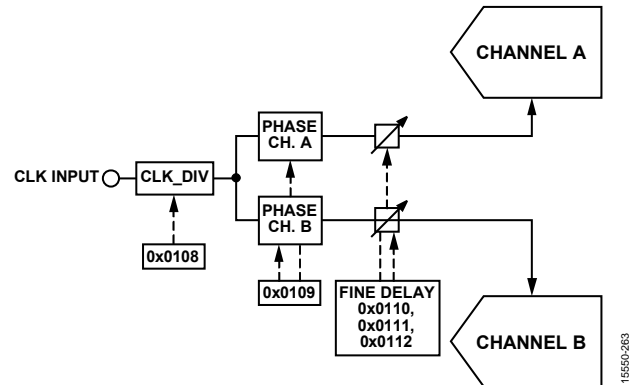 CHANNEL A
PHASE
CH. A
CLK INPUT
CLK_DIV
PHASE
CH. B
0x0108
0x0109
FINE DELAY
0x0110,
0x0111,
0x0112
CHANNEL B
15550-263